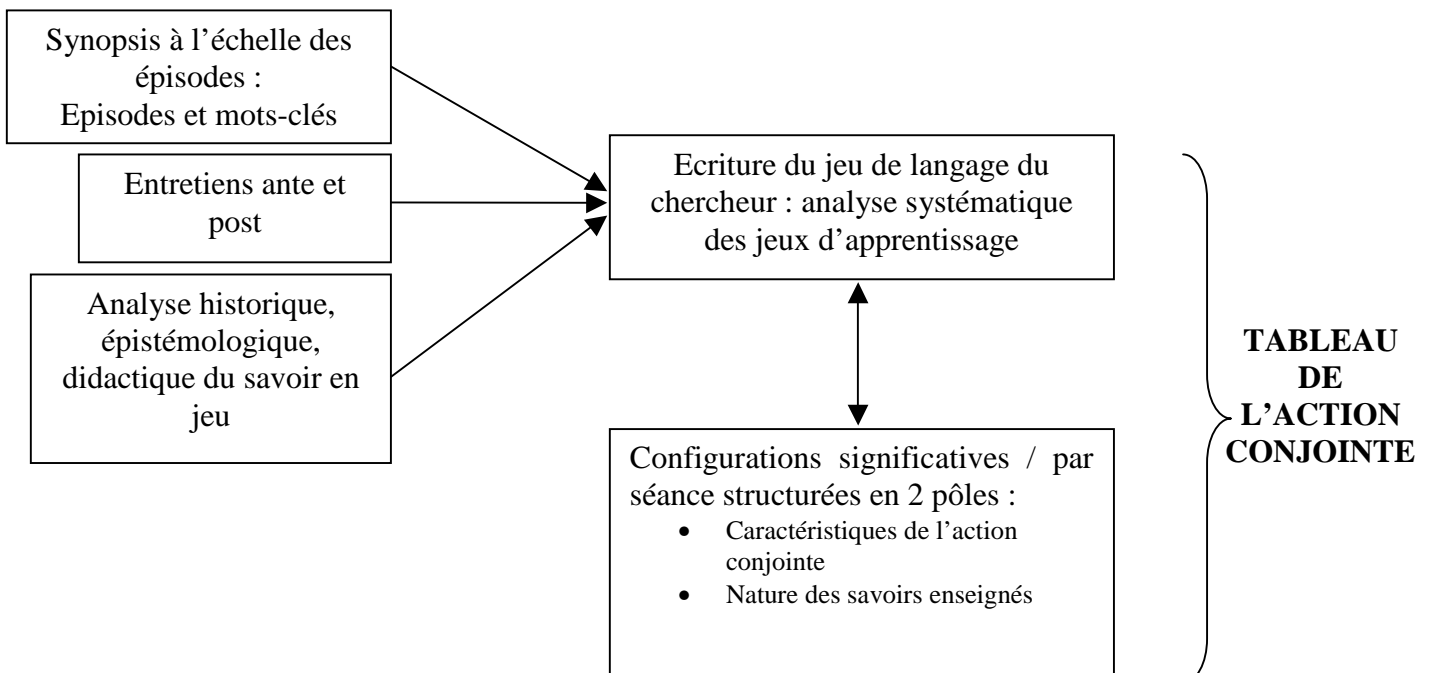 Synopsis à l’échelle des
épisodes :
Episodes et mots-clés
Entretiens ante et
post
Analyse historique,
épistémologique,
didactique du savoir en
jeu
Ecriture du jeu de langage du
chercheur : analyse systématique
des jeux d’apprentissage
Configurations significatives / par
séance structurées en 2 pôles :
• Caractéristiques de l’action
conjointe
• Nature des savoirs enseignés
TABLEAU
DE
L’ACTION
CONJOINTE